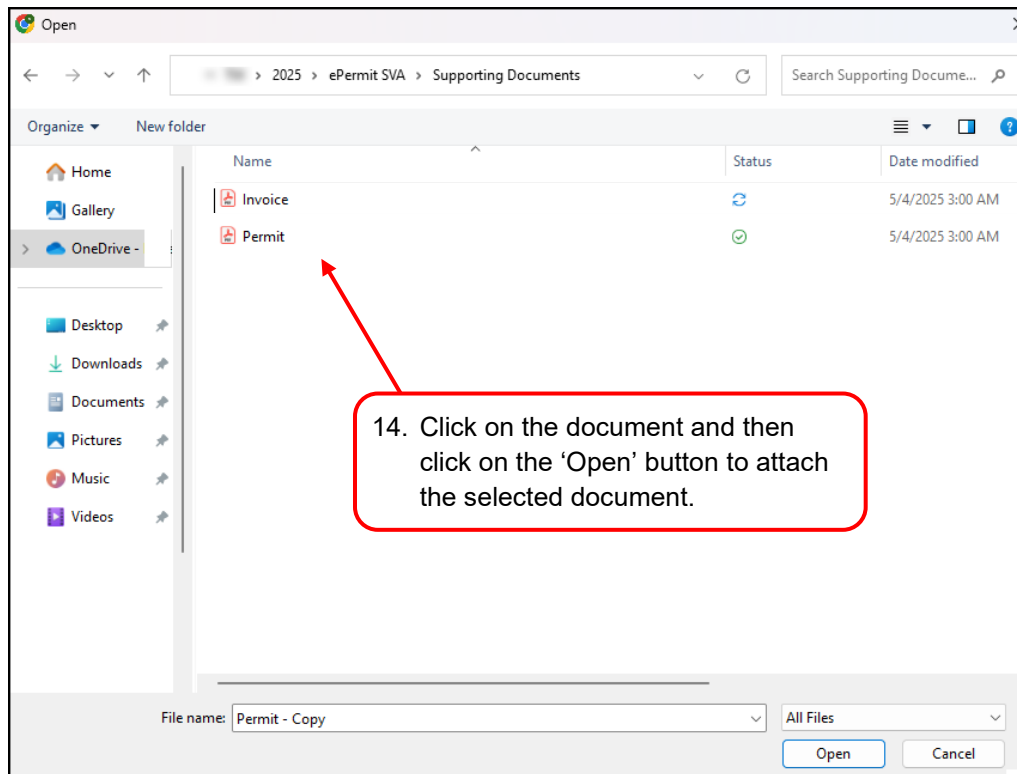 Open
2025 > ePermit SVA > Supporting Documents
Search Supporting Docume...
Organize
New folder
Name
Status
Date modified
Home
Gallery
OneDrive -
Desktop
Downloads
Documents
Pictures
Music
Videos
Invoice
5/4/2025 3:00 AM
Permit
5/4/2025 3:00 AM
14. Click on the document and then
click on the ‘Open’ button to attach
the selected document.
File name:
Permit - Copy
All Files
Open
Cancel